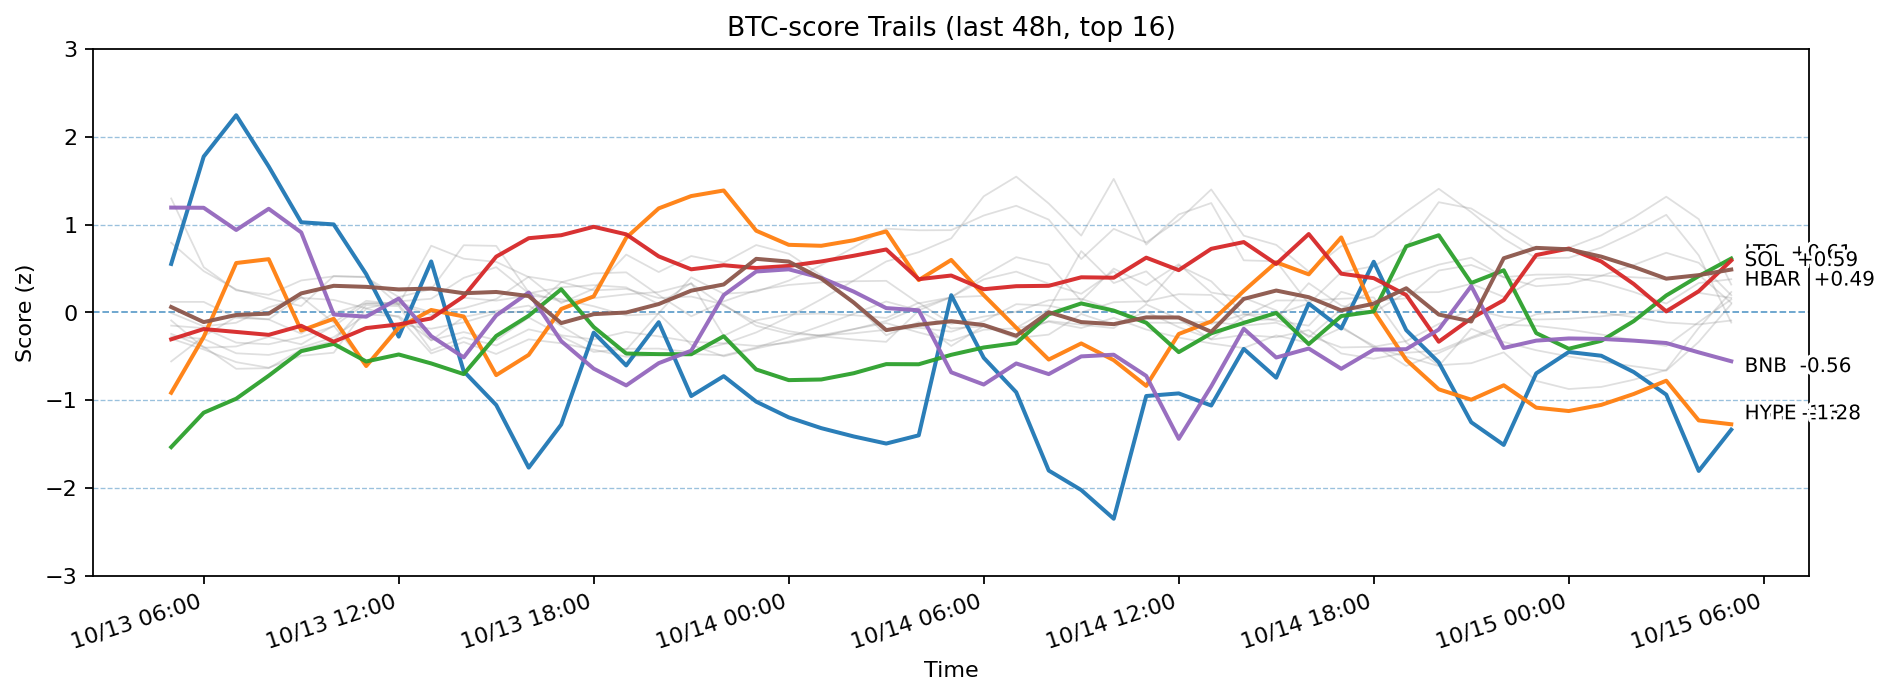 BTC-score Trails (last 48h, top 16)
Score (z)
3
2
1
0
−1
−2
−3
SOL +0.59
HBAR +0.49
BNB -0.56
HYPE -1.28
10/13 06:00
10/13 12:00
10/13 18:00
10/14 00:00
10/14 06:00
10/14 12:00
10/14 18:00
10/15 00:00
10/15 06:00
Time